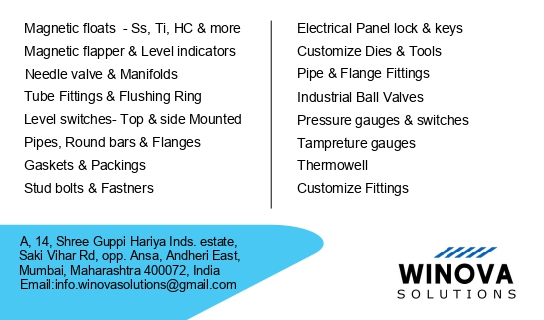 Magnetic floats - Ss, Ti, HC & more
Magnetic flapper & Level indicators
Needle valve & Manifolds
Tube Fittings & Flushing Ring
Level switches- Top & side Mounted
Pipes, Round bars & Flanges
Gaskets & Packings
Stud bolts & Fastners
Electrical Panel lock & keys
Customize Dies & Tools
Pipe & Flange Fittings
Industrial Ball Valves
Pressure gauges & switches
Tampreture gauges
Thermowell
Customize Fittings
A, 14, Shree Guppi Hariya Inds. estate,
Saki Vihar Rd, opp. Ansa, Andheri East,
Mumbai, Maharashtra 400072, India
Email:info.winovasolutions@gmail.com
WINOVA
SOLUTIONS